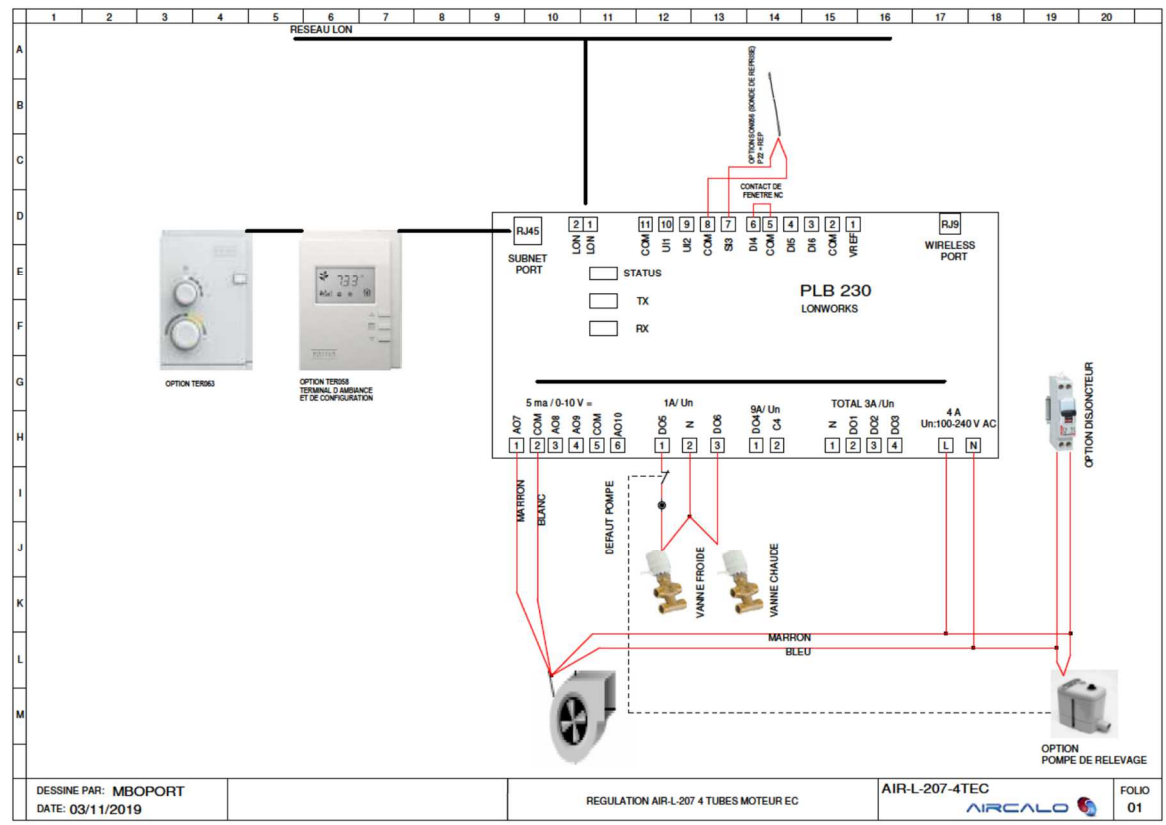 1 2 3 4 5 6 7 8 9 10 11 12 13 14 15 16 17 18 19 20
A
B
C
D
E
F
G
H
I
J
K
L
M
RESEAU LON
OPTION SON056 (SONDE DE REPRISE)
P22 = REP
CONTACT DE
FENETRE NC
RJ45
SUBNET
PORT
2 1
LON LON
11 10 9 8 7 6 5 4 3 2 1
COM UI1 UI2 COM SI3 DI4 COM DI5 DI6 COM VREF
RJ9
WIRELESS
PORT
STATUS
TX
RX
PLB 230
LONWORKS
OPTION TER063
OPTION TER058
TERMINAL D AMBIANCE
ET DE CONFIGURATION
5 ma / 0-10 V =
1A/ Un
9A/ Un
TOTAL 3A /Un
4 A
Un:100-240 V AC
AO7 COM AO8 AO9 COM AO10
1 2 3 4 5 6
DO5 N DO6
1 2 3
DO4 C4
1 2
N DO1 DO2 DO3
1 2 3 4
L N
OPTION DISJONCTEUR
MARRON
BLANC
DEFAUT POMPE
VANNE FROIDE
VANNE CHAUDE
MARRON
BLEU
OPTION
POMPE DE RELEVAGE
DESSINE PAR: MBOPORT
DATE: 03/11/2019
REGULATION AIR-L-207 4 TUBES MOTEUR EC
AIR-L-207-4TEC
AIRCALO
FOLIO
01